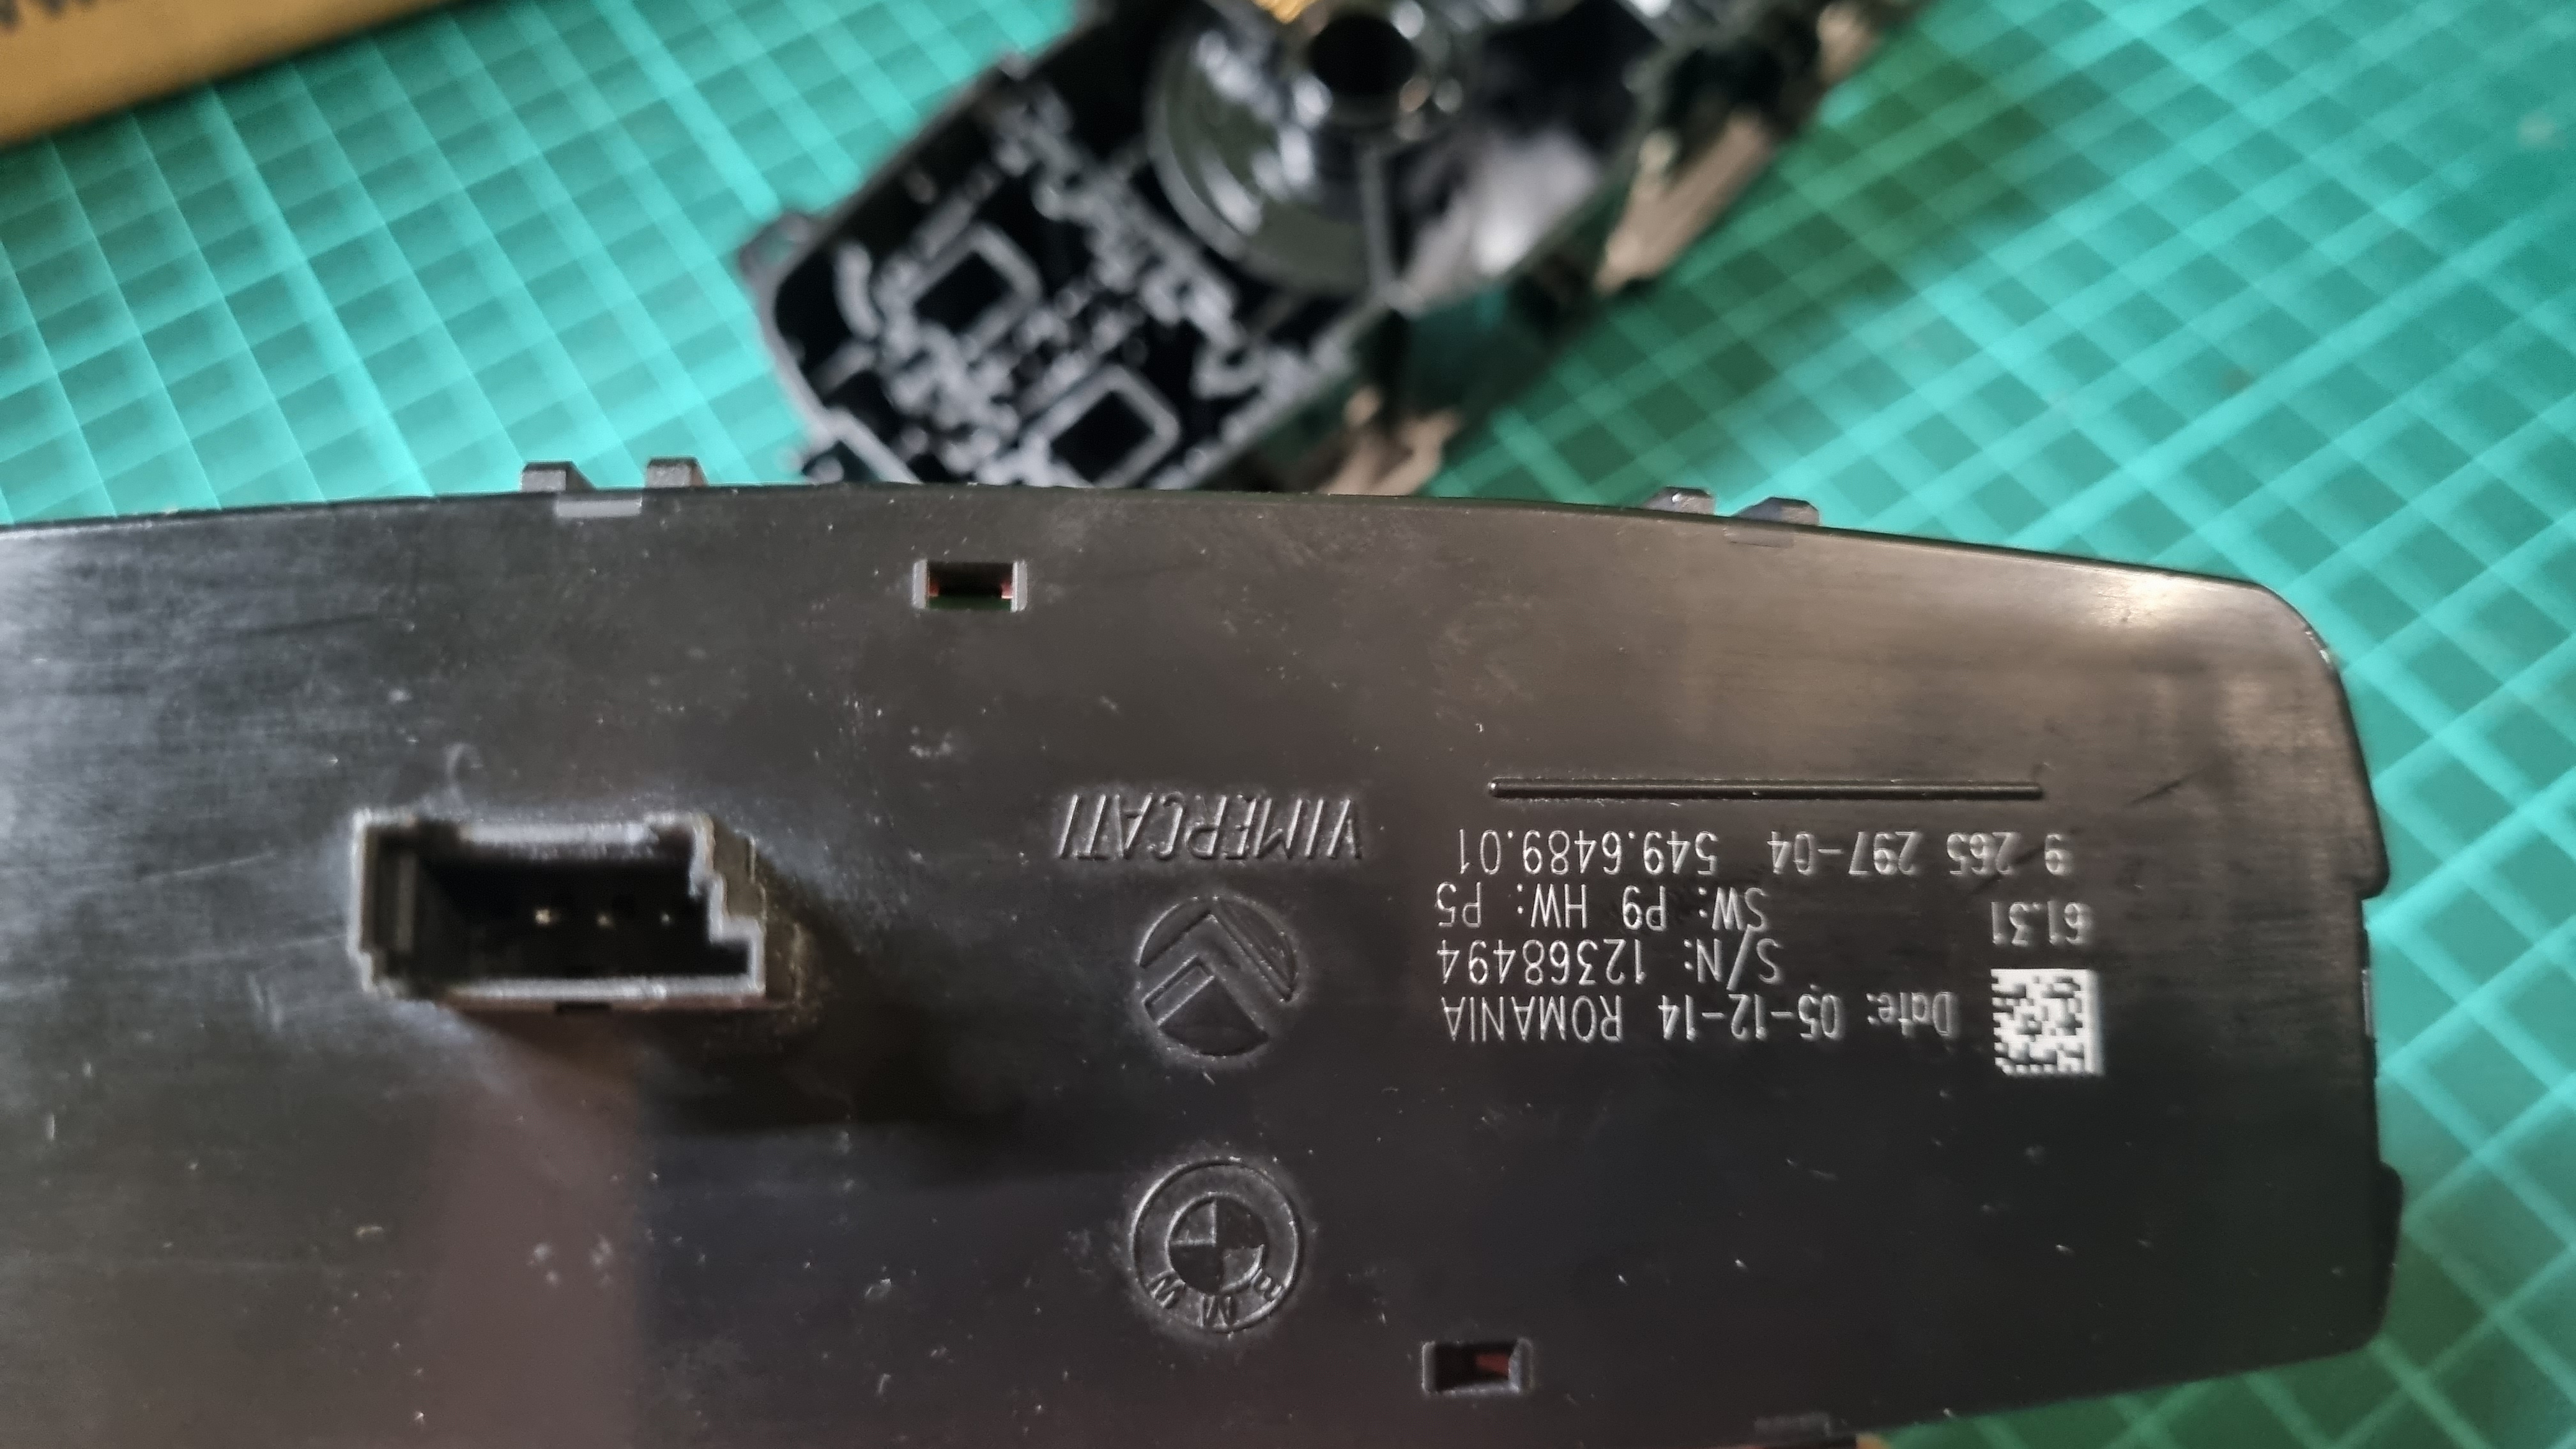 BMW
Date: 05-12-14 ROMANIA
S/N: 12368494
61.31 SW: P9 HW: P5
9 265 297-04 549.6489.01
VIMERCATI